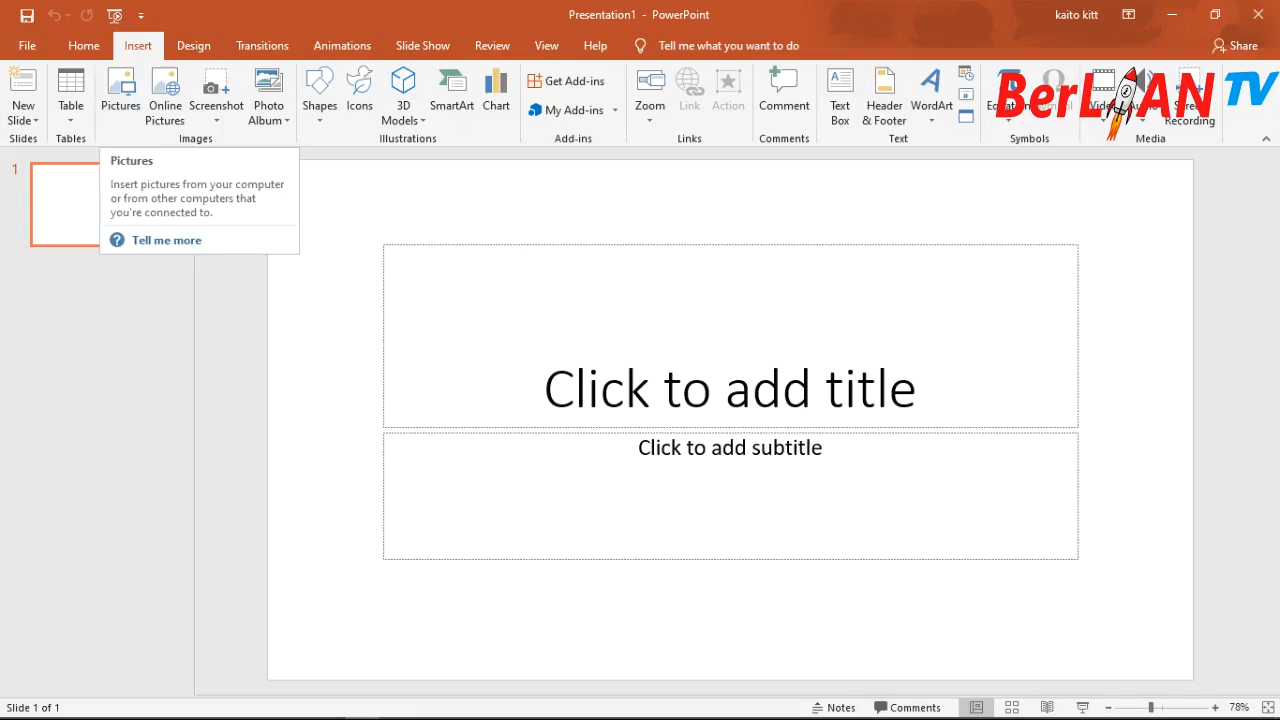 Presentation1 - PowerPoint
kaito kitt
File Home Insert Design Transitions Animations Slide Show Review View Help Tell me what you want to do Share
New Slide
Table
Pictures
Online Pictures
Screenshot
Photo Album
Shapes
Icons
3D Models
SmartArt
Chart
Get Add-ins
My Add-ins
Zoom
Link
Action
Comment
Text Box
Header & Footer
WordArt
Recording
BerLIAN TV
Slides Tables Images Illustrations Add-ins Links Comments Text Symbols Media
1
Pictures
Insert pictures from your computer
or from other computers that
you're connected to.
Tell me more
Click to add title
Click to add subtitle
Slide 1 of 1
Notes
Comments
78%